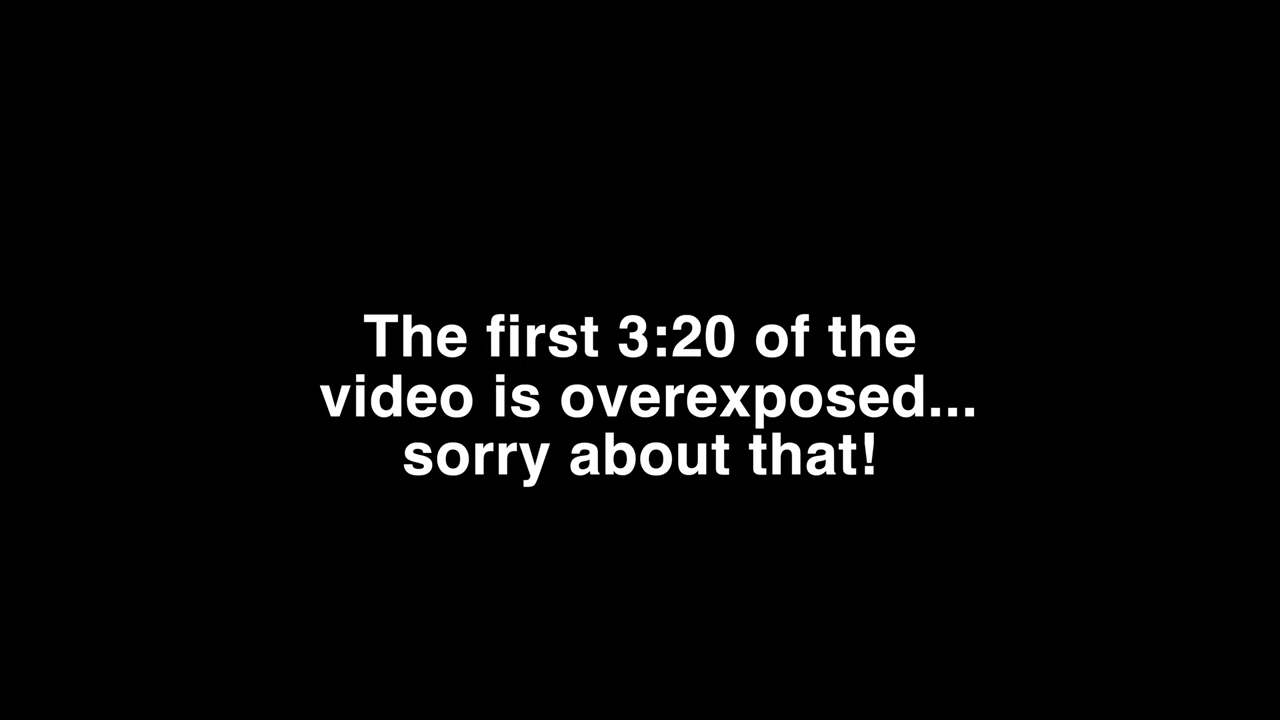 The first 3:20 of the
video is overexposed...
sorry about that!